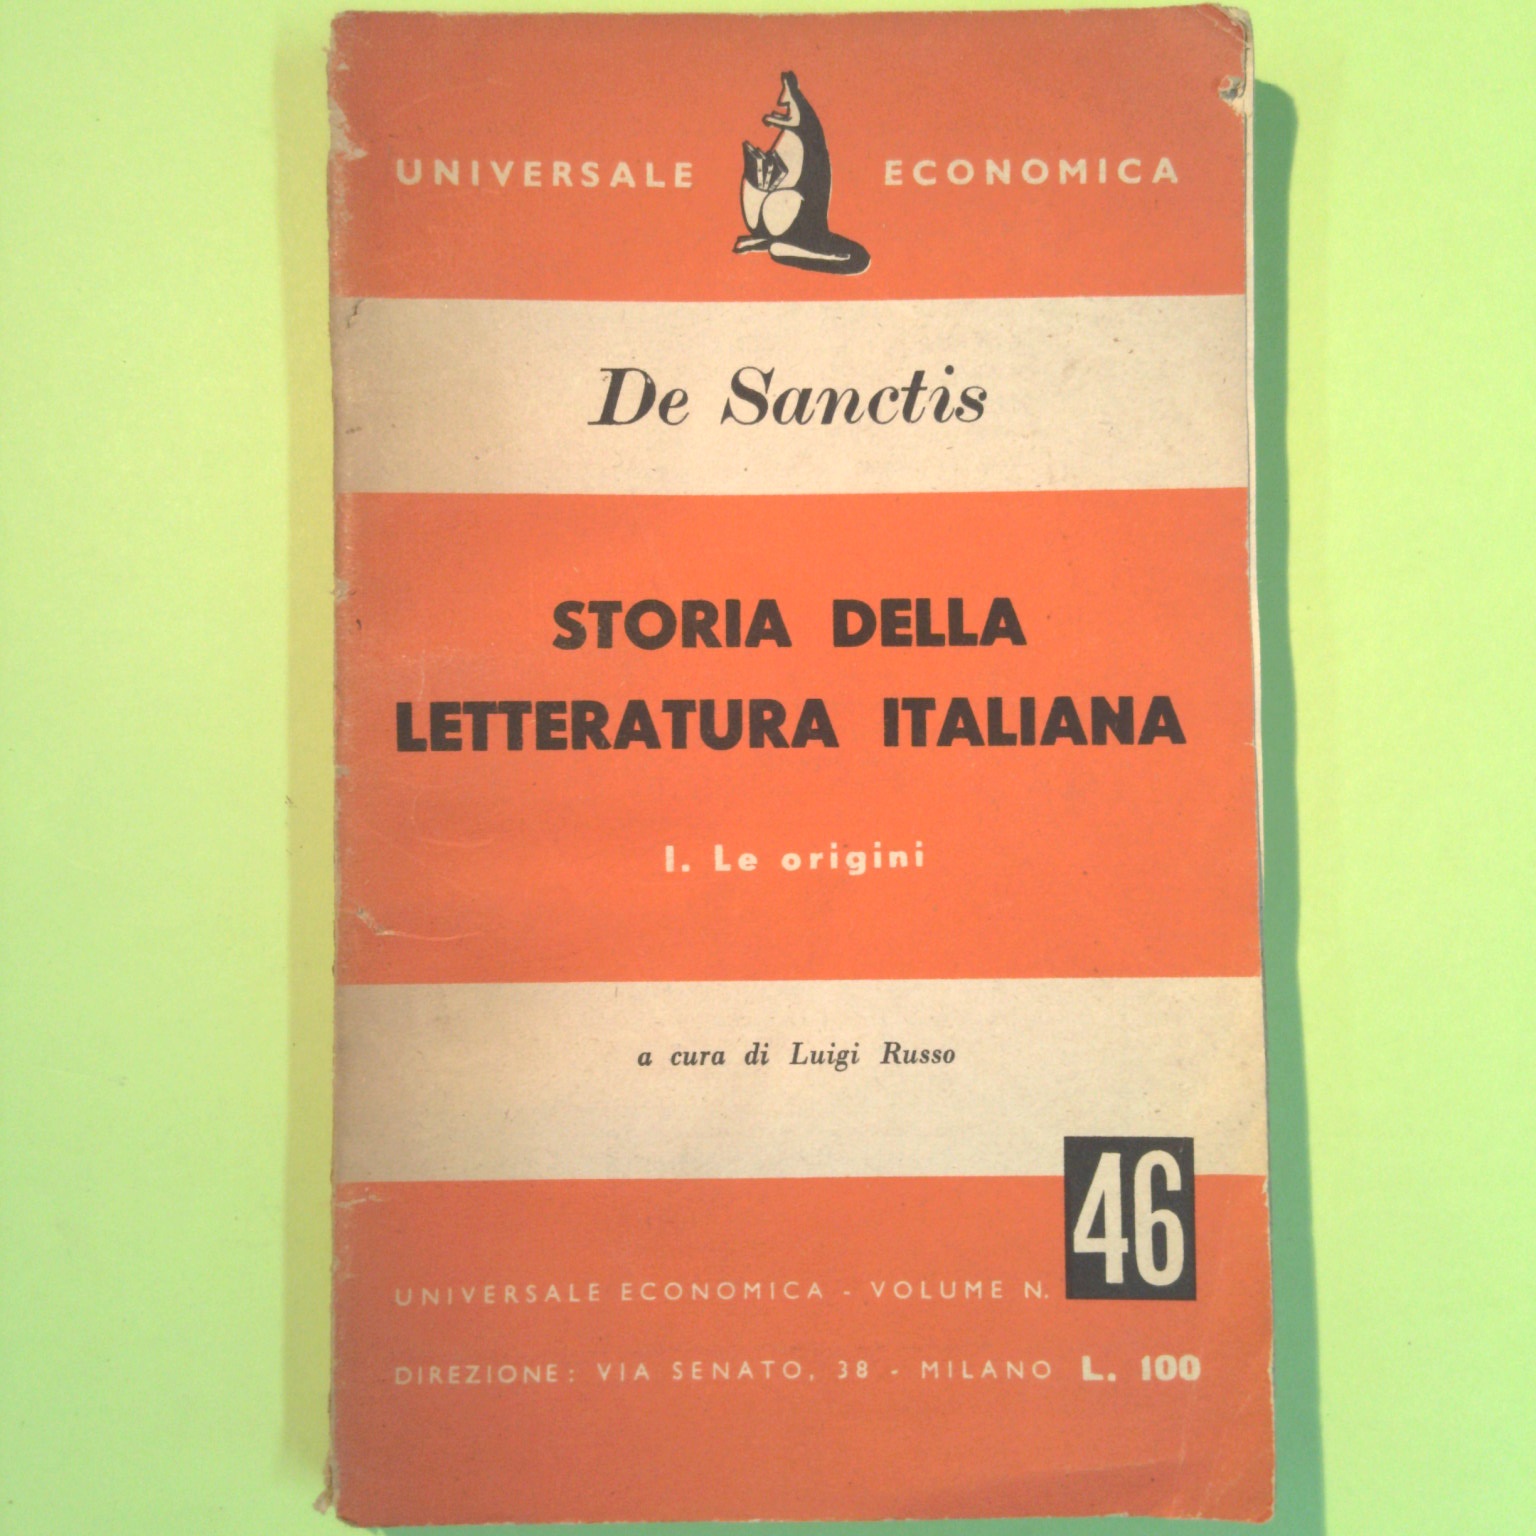 UNIVERSALE ECONOMICA
De Sanctis
STORIA DELLA
LETTERATURA ITALIANA
I. Le origini
a cura di Luigi Russo
UNIVERSALE ECONOMICA - VOLUME N. 46
DIREZIONE: VIA SENATO, 38 - MILANO L. 100